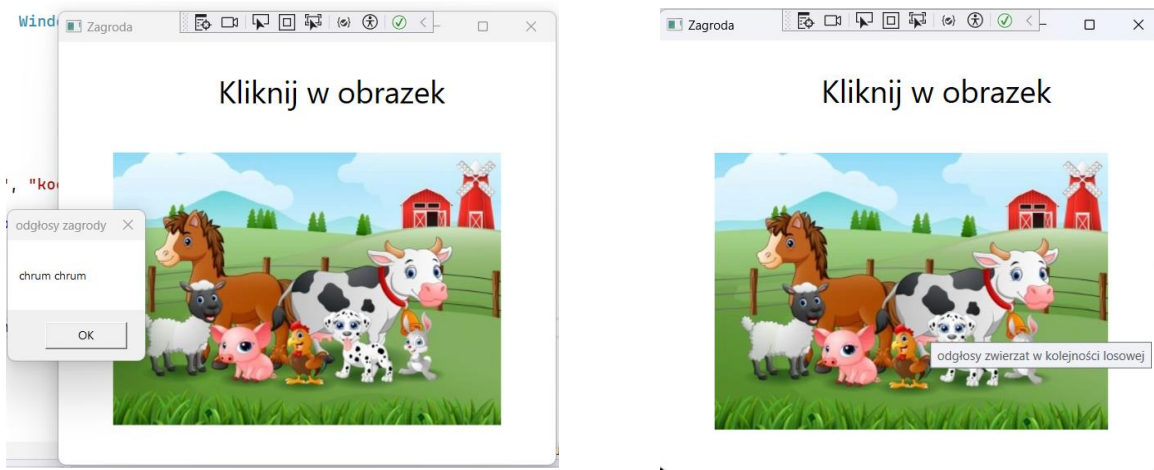 Wind
Zagroda
Kliknij w obrazek
", "ko
odgłosy zagrody
chrum chrum
OK
Zagroda
Kliknij w obrazek
odgłosy zwierzat w kolejności losowej